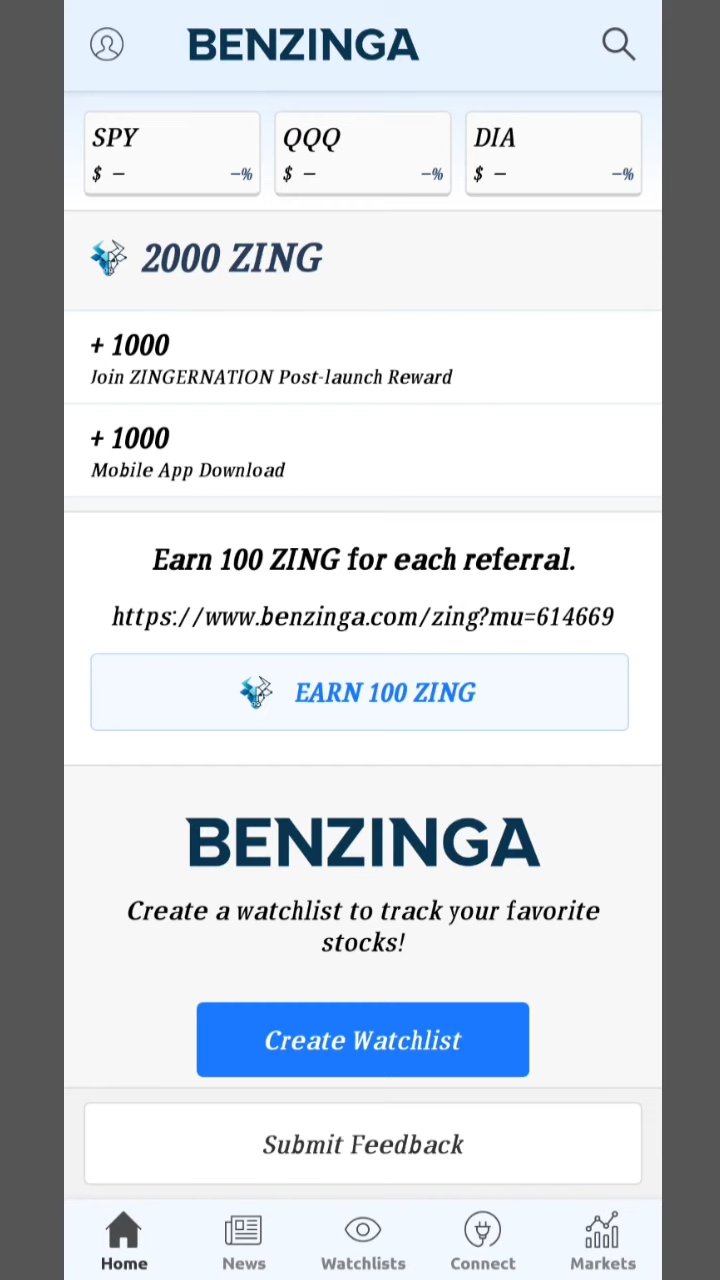 BENZINGA
SPY
$ –
–%
QQQ
$ –
–%
DIA
$ –
–%
2000 ZING
+ 1000
Join ZINGERNATION Post-launch Reward
+ 1000
Mobile App Download
Earn 100 ZING for each referral.
https://www.benzinga.com/zing?mu=614669
EARN 100 ZING
BENZINGA
Create a watchlist to track your favorite
stocks!
Create Watchlist
Submit Feedback
Home
News
Watchlists
Connect
Markets